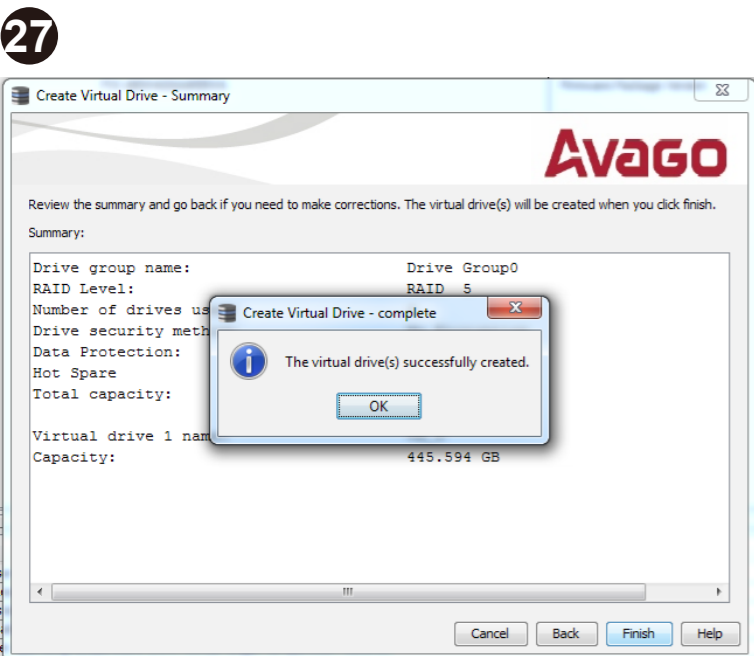 27
Create Virtual Drive - Summary
AVAGO
Review the summary and go back if you need to make corrections. The virtual drive(s) will be created when you click finish.
Summary:
Drive group name: Drive Group0
RAID Level: RAID 5
Number of drives us
Create Virtual Drive - complete
Drive security meth
Data Protection:
The virtual drive(s) successfully created.
Hot Spare
Total capacity:
OK
Virtual drive 1 nam
Capacity: 445.594 GB
Cancel Back Finish Help